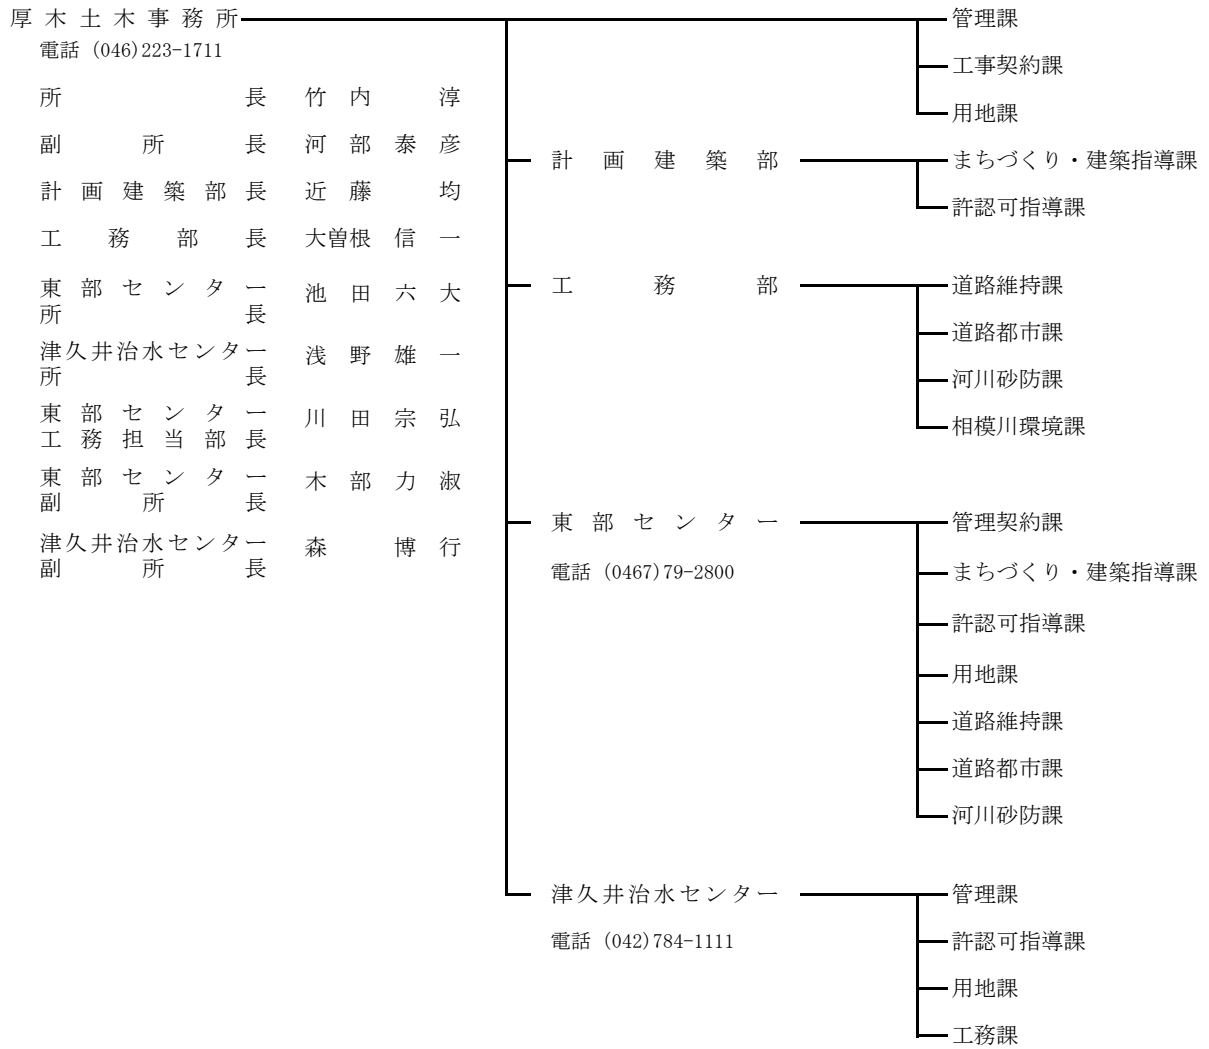 厚木土木事務所
電話 (046)223-1711
所長 竹内淳
副所長 河部泰彦
計画建築部長 近藤均
工務部長 大曽根信一
東部センター
所長 池田六大
津久井治水センター
所長 浅野雄一
東部センター
工務担当部長 川田宗弘
東部センター
副所長 木部力淑
津久井治水センター
副所長 森博行
管理課
工事契約課
用地課
計画建築部
まちづくり・建築指導課
許認可指導課
工務部
道路維持課
道路都市課
河川砂防課
相模川環境課
東部センター
電話 (0467)79-2800
管理契約課
まちづくり・建築指導課
許認可指導課
用地課
道路維持課
道路都市課
河川砂防課
津久井治水センター
電話 (042)784-1111
管理課
許認可指導課
用地課
工務課